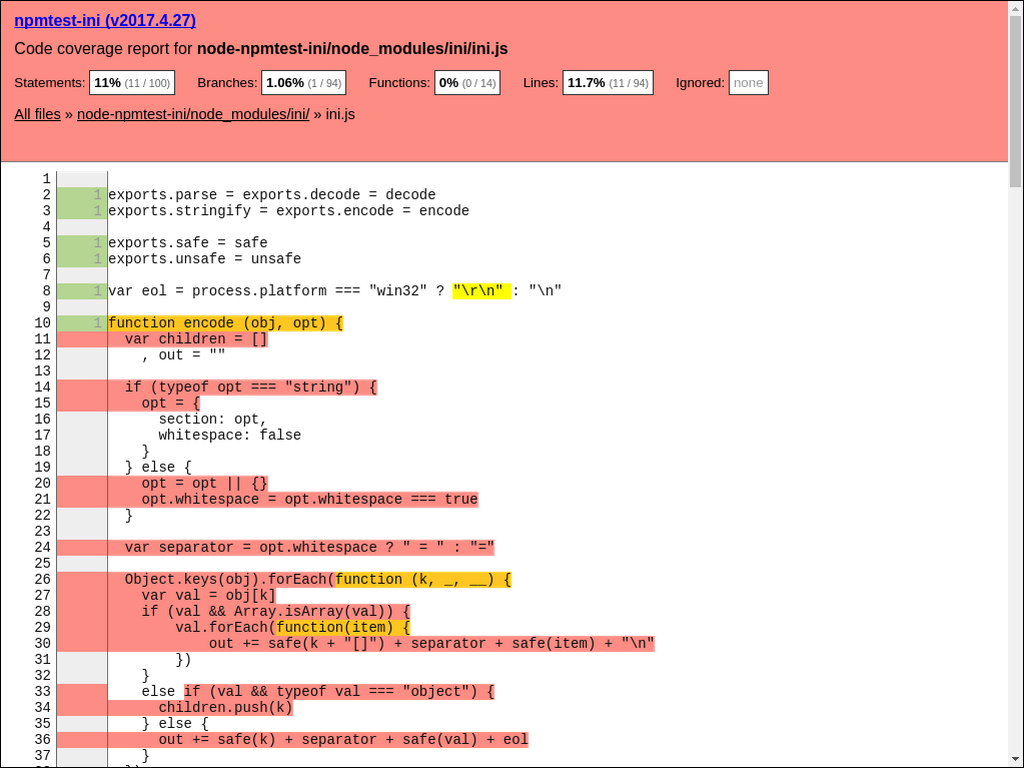 npmtest-ini (v2017.4.27)
Code coverage report for node-npmtest-ini/node_modules/ini/ini.js
Statements: 11% (11 / 100) Branches: 1.06% (1 / 94) Functions: 0% (0 / 14) Lines: 11.7% (11 / 94) Ignored: none
All files » node-npmtest-ini/node_modules/ini/ » ini.js
1
2 1 exports.parse = exports.decode = decode
3 1 exports.stringify = exports.encode = encode
4
5 1 exports.safe = safe
6 1 exports.unsafe = unsafe
7
8 1 var eol = process.platform === "win32" ? "\r\n" : "\n"
9
10 1 function encode (obj, opt) {
11   var children = []
12     , out = ""
13
14   if (typeof opt === "string") {
15     opt = {
16       section: opt,
17       whitespace: false
18     }
19   } else {
20     opt = opt || {}
21     opt.whitespace = opt.whitespace === true
22   }
23
24   var separator = opt.whitespace ? " = " : "="
25
26   Object.keys(obj).forEach(function (k, _, __) {
27     var val = obj[k]
28     if (val && Array.isArray(val)) {
29         val.forEach(function(item) {
30             out += safe(k + "[]") + separator + safe(item) + "\n"
31         })
32     }
33     else if (val && typeof val === "object") {
34       children.push(k)
35     } else {
36       out += safe(k) + separator + safe(val) + eol
37     }